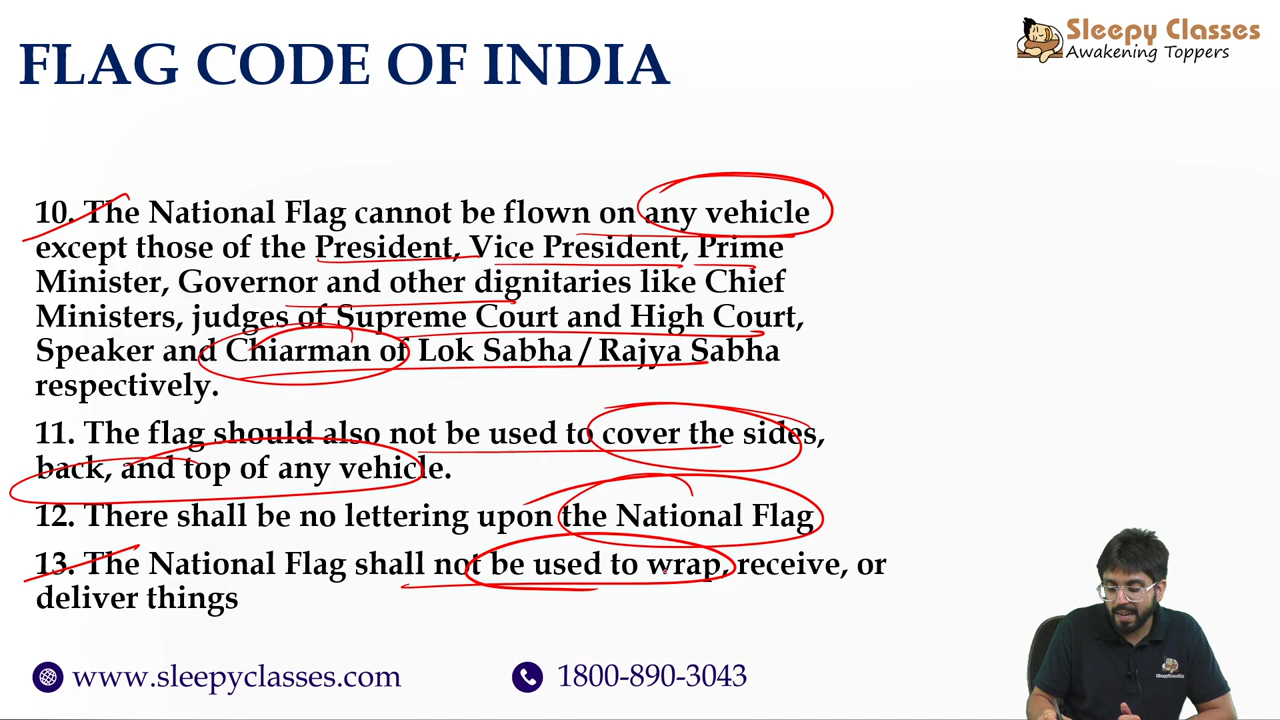 FLAG CODE OF INDIA
Sleepy Classes
Awakening Toppers
10. The National Flag cannot be flown on any vehicle
except those of the President, Vice President, Prime
Minister, Governor and other dignitaries like Chief
Ministers, judges of Supreme Court and High Court,
Speaker and Chiarman of Lok Sabha / Rajya Sabha
respectively.
11. The flag should also not be used to cover the sides,
back, and top of any vehicle.
12. There shall be no lettering upon the National Flag
13. The National Flag shall not be used to wrap, receive, or
deliver things
www.sleepyclasses.com
1800-890-3043